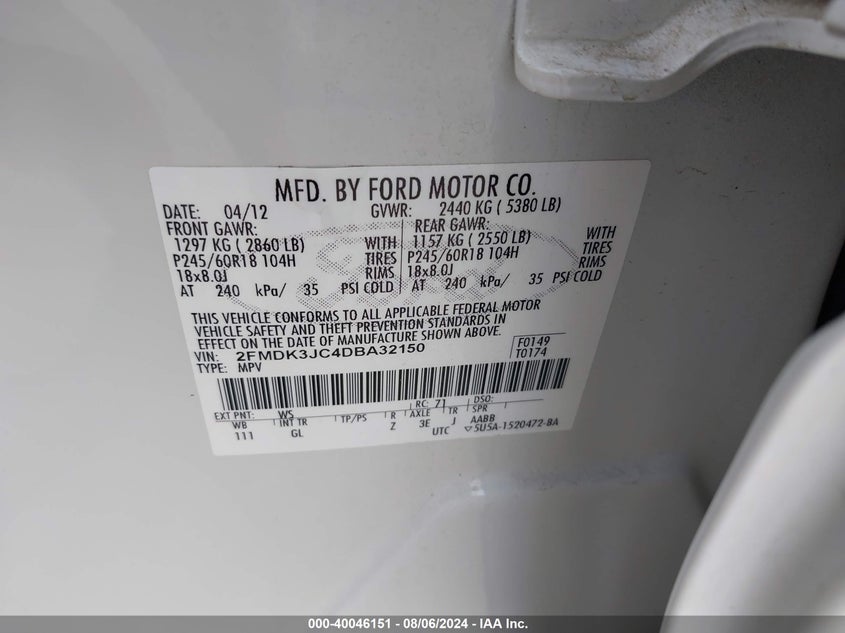 MFD. BY FORD MOTOR CO.
DATE: 04/12 GVWR: 2440 KG ( 5380 LB)
FRONT GAWR: REAR GAWR:
1297 KG ( 2860 LB) WITH 1157 KG ( 2550 LB) WITH
P245/60R18 104H TIRES P245/60R18 104H TIRES
18x8.0J RIMS 18x8.0J RIMS
AT 240 kPa/ 35 PSI COLD AT 240 kPa/ 35 PSI COLD
THIS VEHICLE CONFORMS TO ALL APPLICABLE FEDERAL MOTOR
VEHICLE SAFETY AND THEFT PREVENTION STANDARDS IN
EFFECT ON THE DATE OF MANUFACTURE SHOWN ABOVE.
VIN: 2FMDK3JC4DBA32150 F0149
TYPE: MPV T0174
EXT PNT: WS RC: 71 DSO:
WB INT TR TP/PS R AXLE TR SPR
111 GL Z 3E J AABB
UTC ▽5U5A-1520472-BA
000-40046151 - 08/06/2024 - IAA Inc.